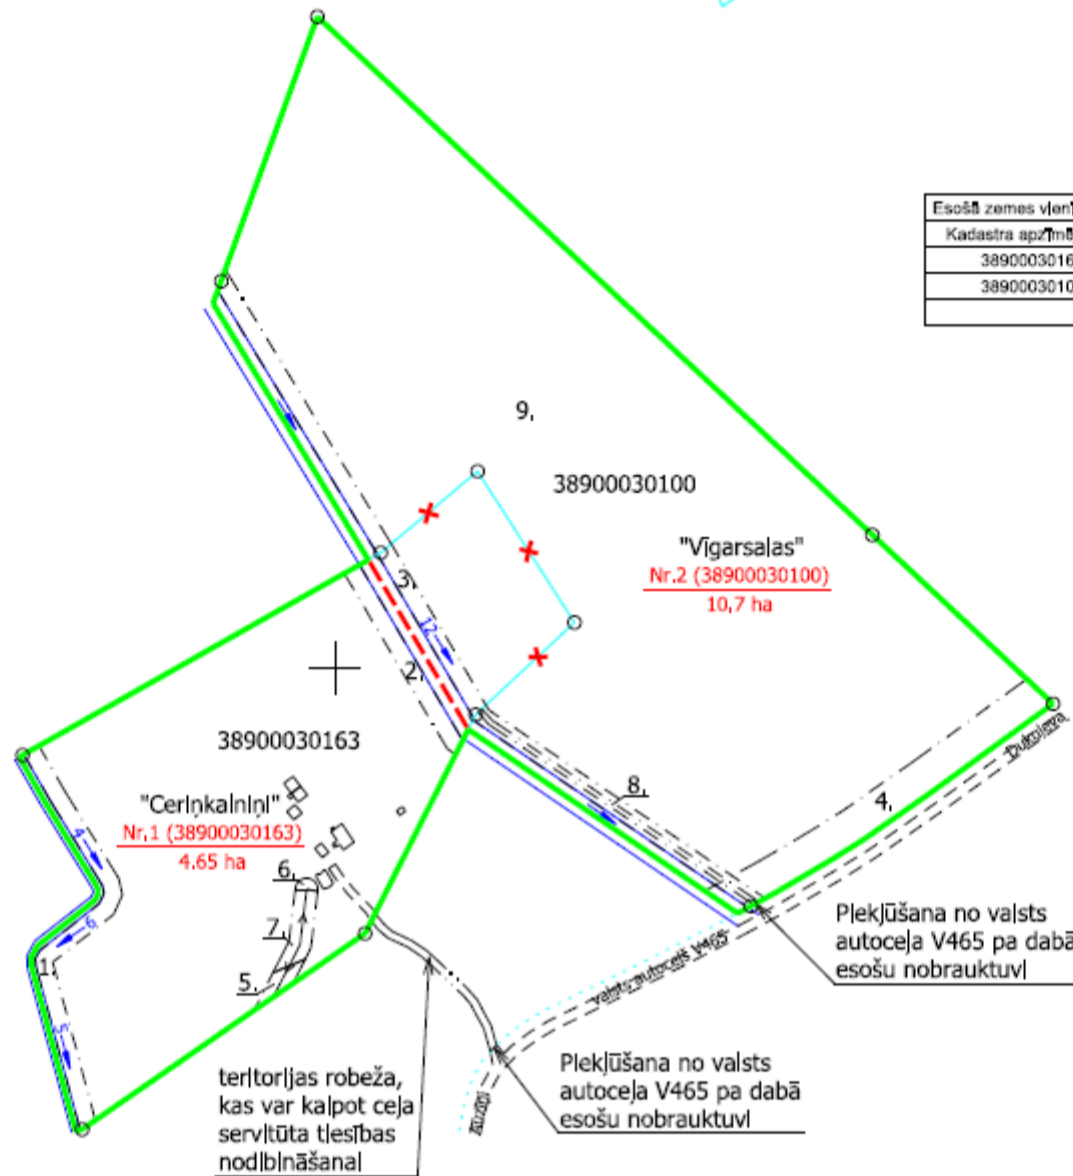 Esošā zemes vien
Kadastra apzīmē
3890003016
3890003010
9.
38900030100
"Vīgarsalas"
Nr.2 (38900030100)
10,7 ha
3.
12
2.
38900030163
"Ceriņkalniņi"
Nr.1 (38900030163)
4.65 ha
4
6
1.
5
6.
7.
5.
8.
4.
Piekļūšana no valsts
autoceļa V465 pa dabā
esošu nobrauktuvi
valsts autoceļš V465
Piekļūšana no valsts
autoceļa V465 pa dabā
esošu nobrauktuvi
teritorijas robeža,
kas var kalpot ceļa
servitūta tiesības
nodibināšanai